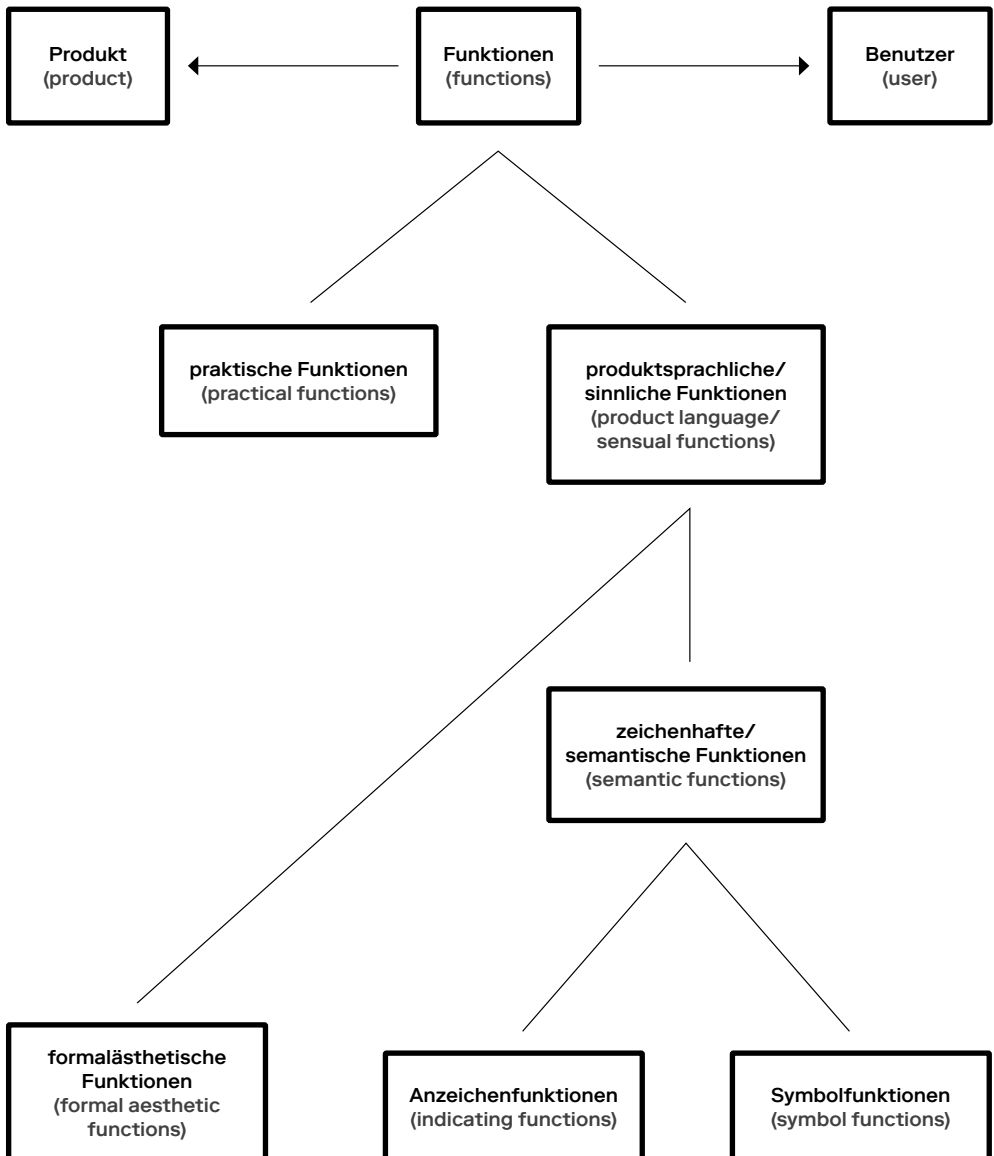 Produkt
(product)
Funktionen
(functions)
Benutzer
(user)
praktische Funktionen
(practical functions)
produktsprachliche/
sinnliche Funktionen
(product language/
sensual functions)
zeichenhafte/
semantische Funktionen
(semantic functions)
formalästhetische
Funktionen
(formal aesthetic
functions)
Anzeichenfunktionen
(indicating functions)
Symbolfunktionen
(symbol functions)